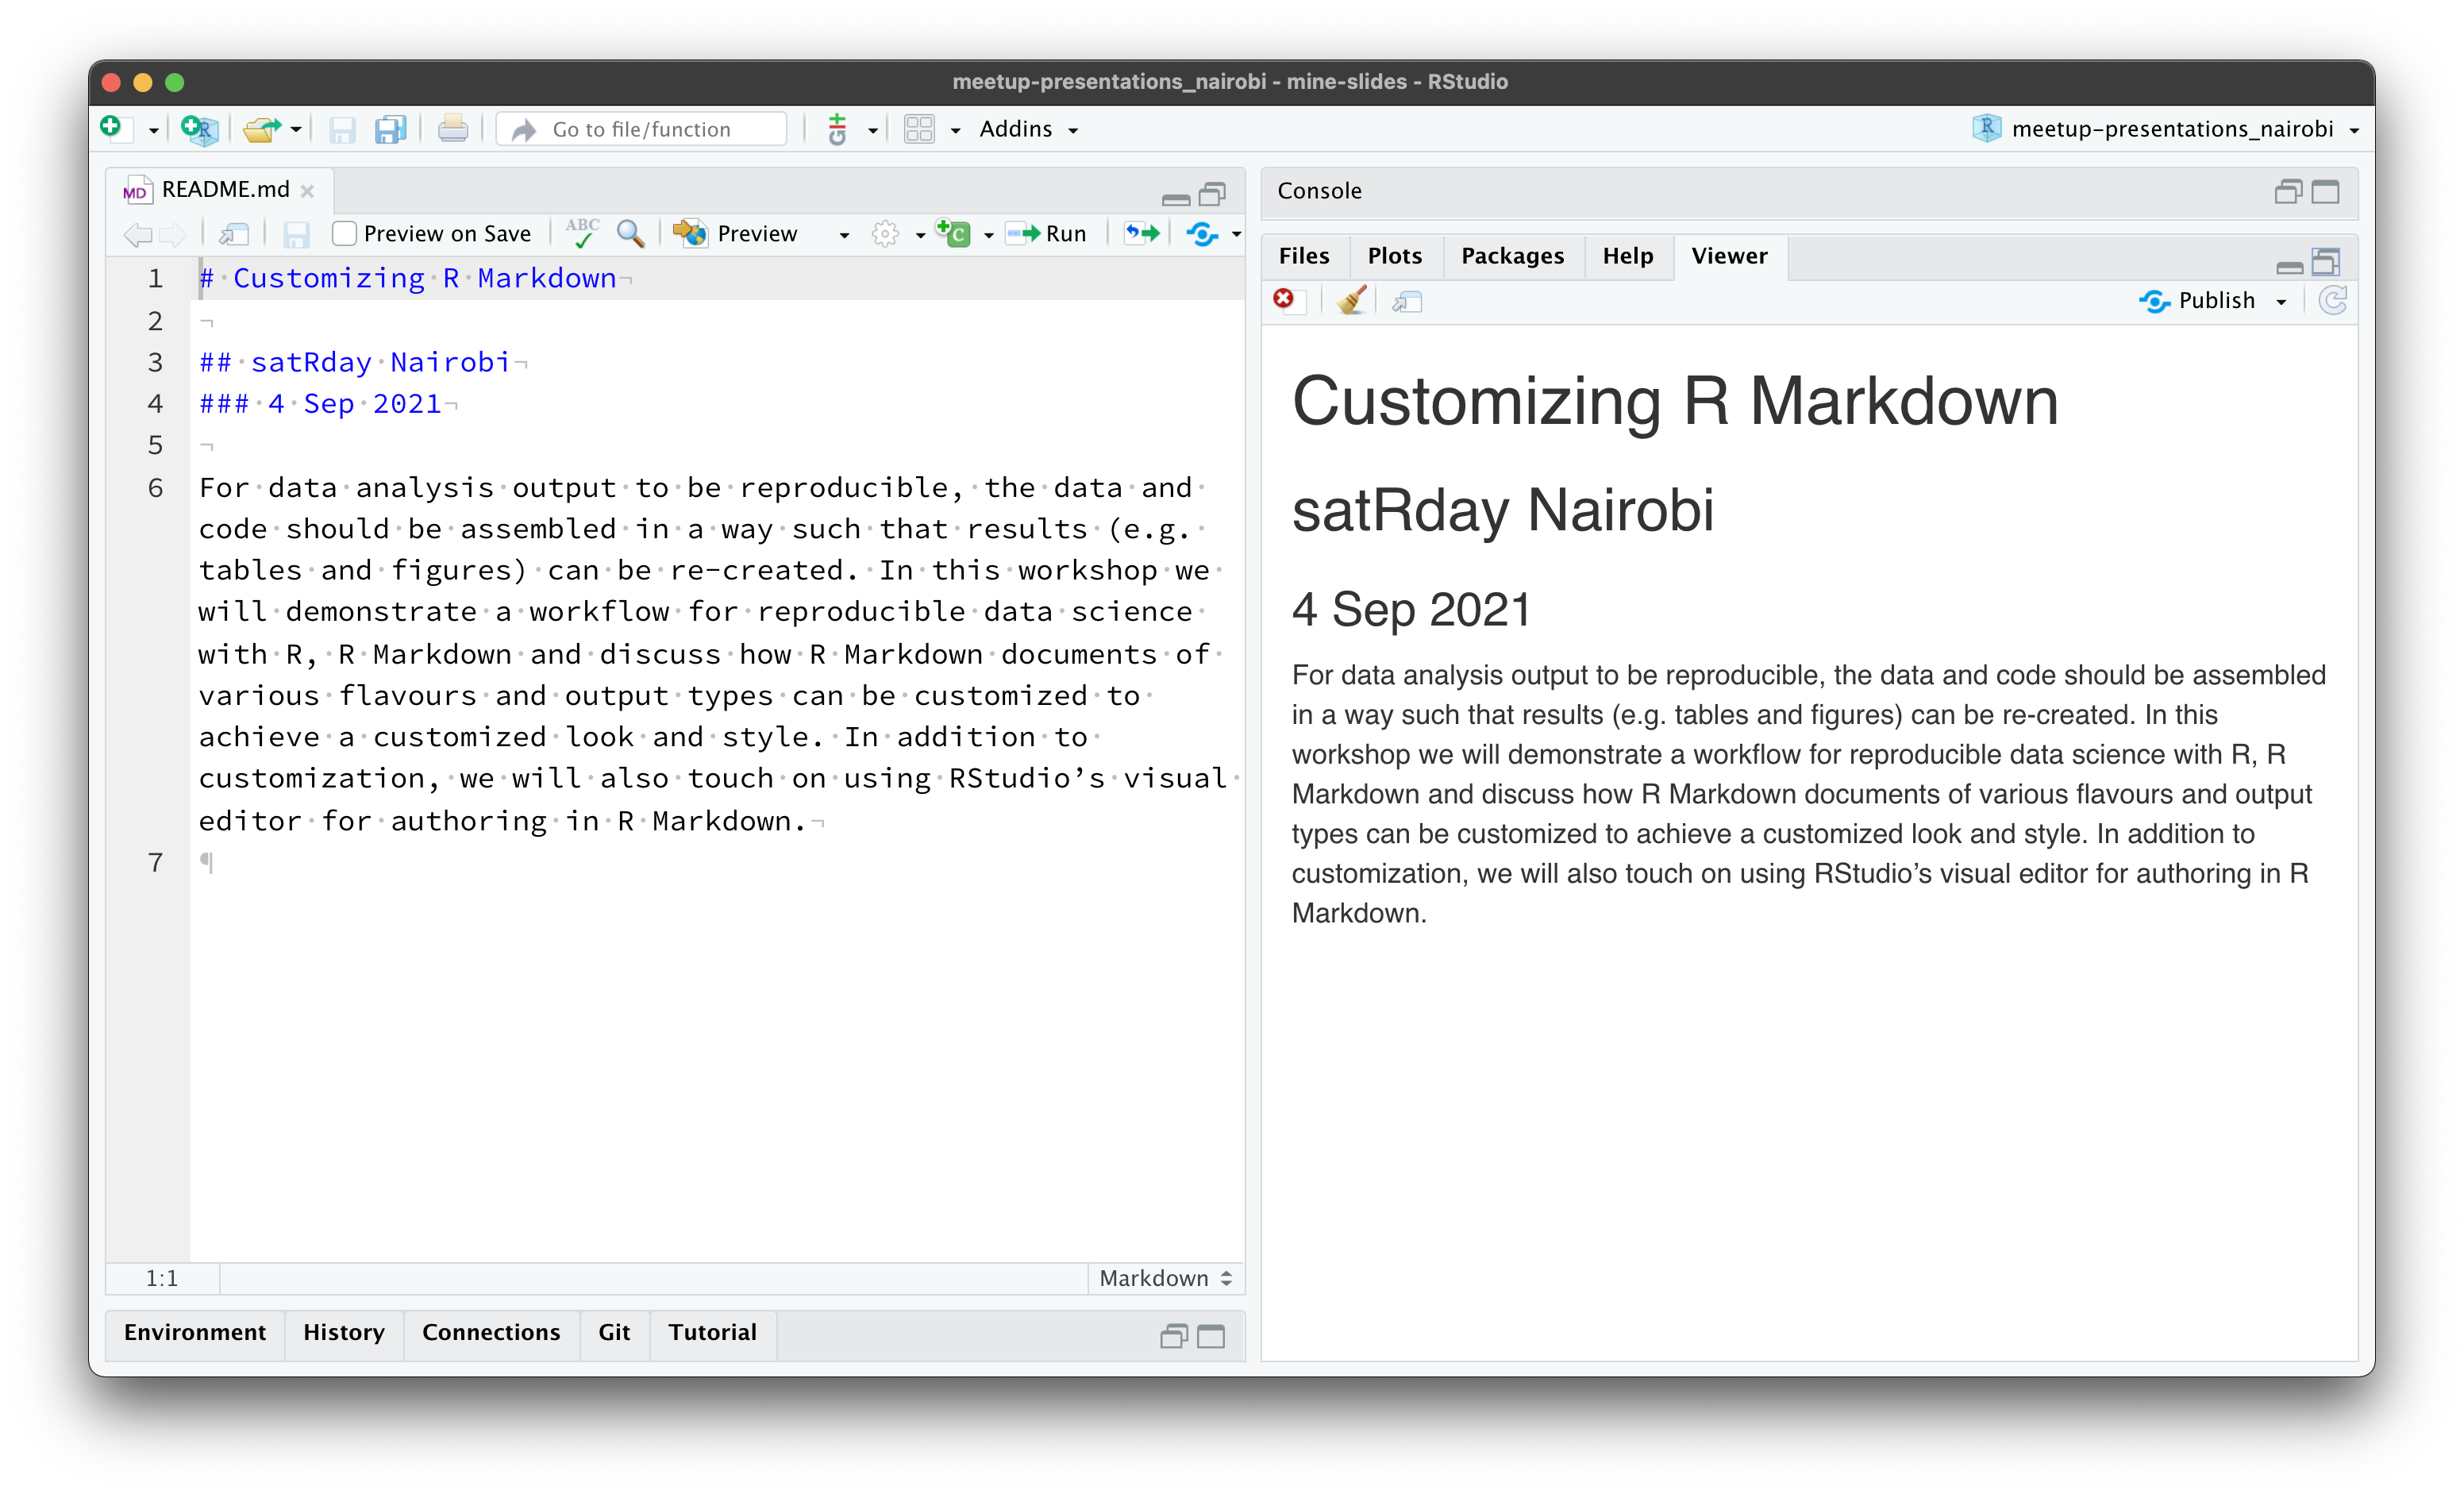 meetup-presentations_nairobi - mine-slides - RStudio
Go to file/function
Git
Addins
meetup-presentations_nairobi
MD README.md
Preview on Save
ABC
Preview
Run
1 # Customizing R Markdown¬
2 ¬
3 ## satRday Nairobi¬
4 ### 4 Sep 2021¬
5 ¬
6 For data analysis output to be reproducible, the data and
code should be assembled in a way such that results (e.g.
tables and figures) can be re-created. In this workshop we
will demonstrate a workflow for reproducible data science
with R, R Markdown and discuss how R Markdown documents of
various flavours and output types can be customized to
achieve a customized look and style. In addition to
customization, we will also touch on using RStudio’s visual
editor for authoring in R Markdown.¬
7 ¶
1:1
Markdown
Environment
History
Connections
Git
Tutorial
Console
Files
Plots
Packages
Help
Viewer
Publish
Customizing R Markdown
satRday Nairobi
4 Sep 2021
For data analysis output to be reproducible, the data and code should be assembled
in a way such that results (e.g. tables and figures) can be re-created. In this
workshop we will demonstrate a workflow for reproducible data science with R, R
Markdown and discuss how R Markdown documents of various flavours and output
types can be customized to achieve a customized look and style. In addition to
customization, we will also touch on using RStudio’s visual editor for authoring in R
Markdown.